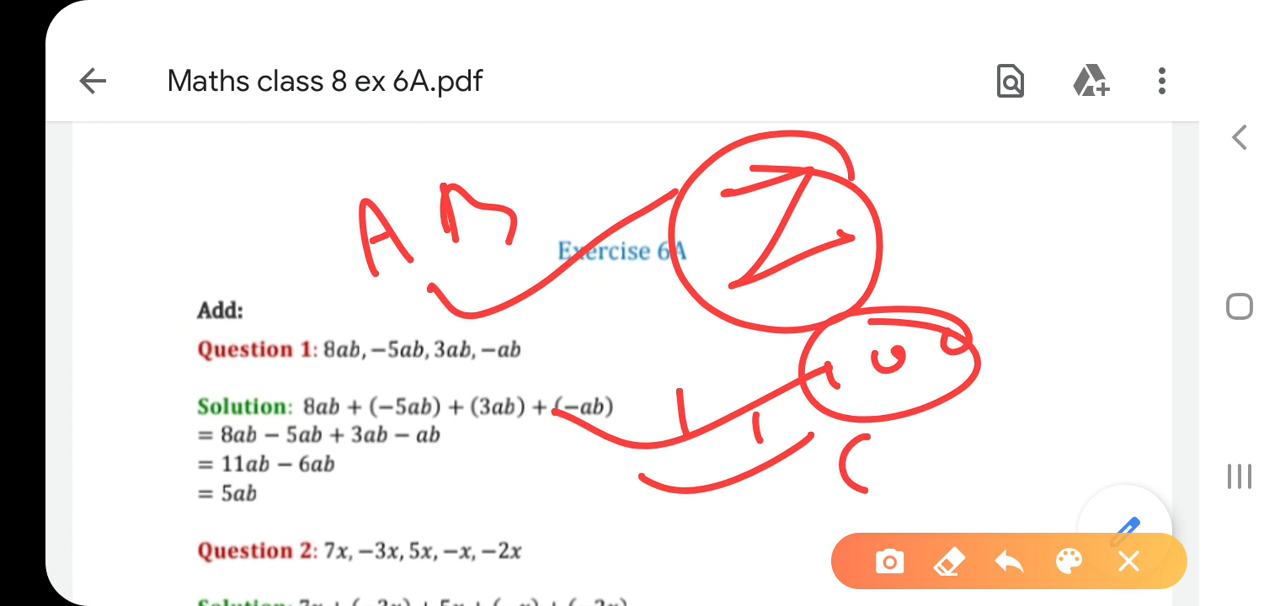 Maths class 8 ex 6A.pdf
A
Z
Exercise 6A
Add:
Question 1: 8ab, −5ab, 3ab, −ab
Solution: 8ab + (−5ab) + (3ab) + (−ab)
= 8ab − 5ab + 3ab − ab
= 11ab − 6ab
= 5ab
Question 2: 7x, −3x, 5x, −x, −2x